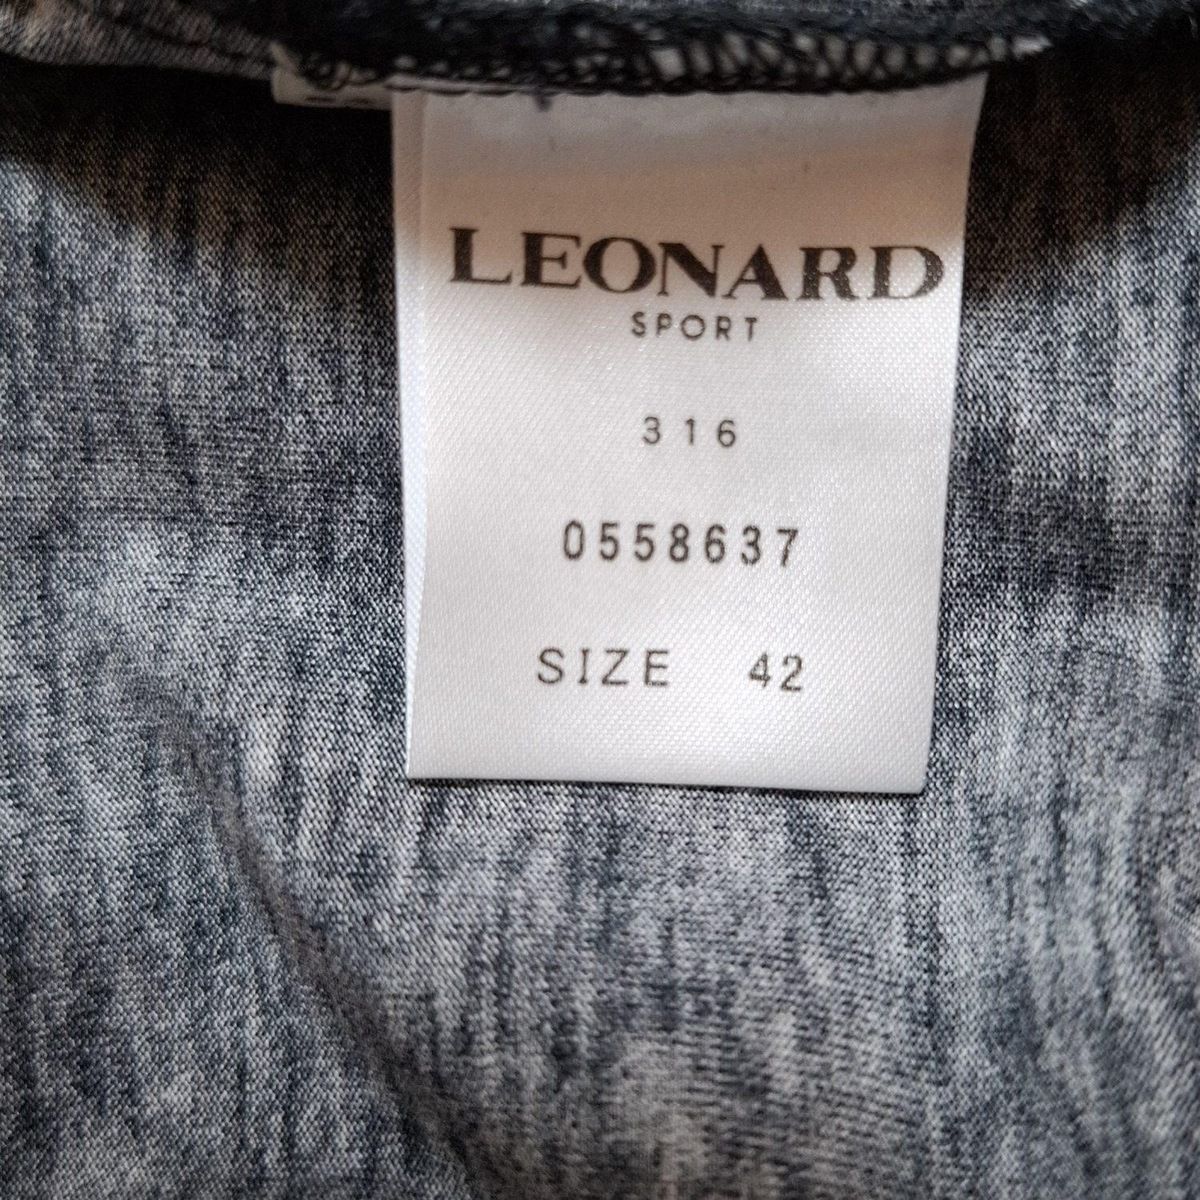 LEONARD
SPORT
316
0558637
SIZE 42